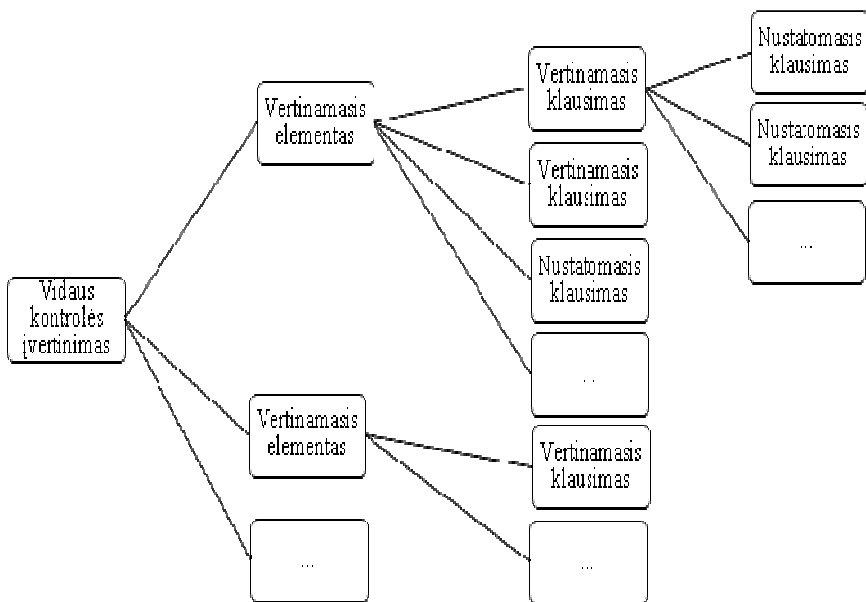 Vidaus
kontrolės
įvertinimas
Vertinamasis
elementas
Vertinamasis
klausimas
Nustatomasis
klausimas
Nustatomasis
klausimas
...
Vertinamasis
klausimas
Nustatomasis
klausimas
...
Vertinamasis
elementas
Vertinamasis
klausimas
...
...